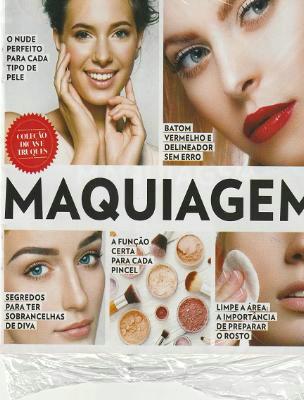 O NUDE
PERFEITO
PARA CADA
TIPO DE
PELE
COLEÇÃO
DICAS E
TRUQUES
BATOM
VERMELHO E
DELINEADOR
SEM ERRO
MAQUIAGEM
SEGREDOS
PARA TER
SOBRANCELHAS
DE DIVA
A FUNÇÃO
CERTA
PARA CADA
PINCEL
LIMPE A ÁREA:
A IMPORTÂNCIA
DE PREPARAR
O ROSTO